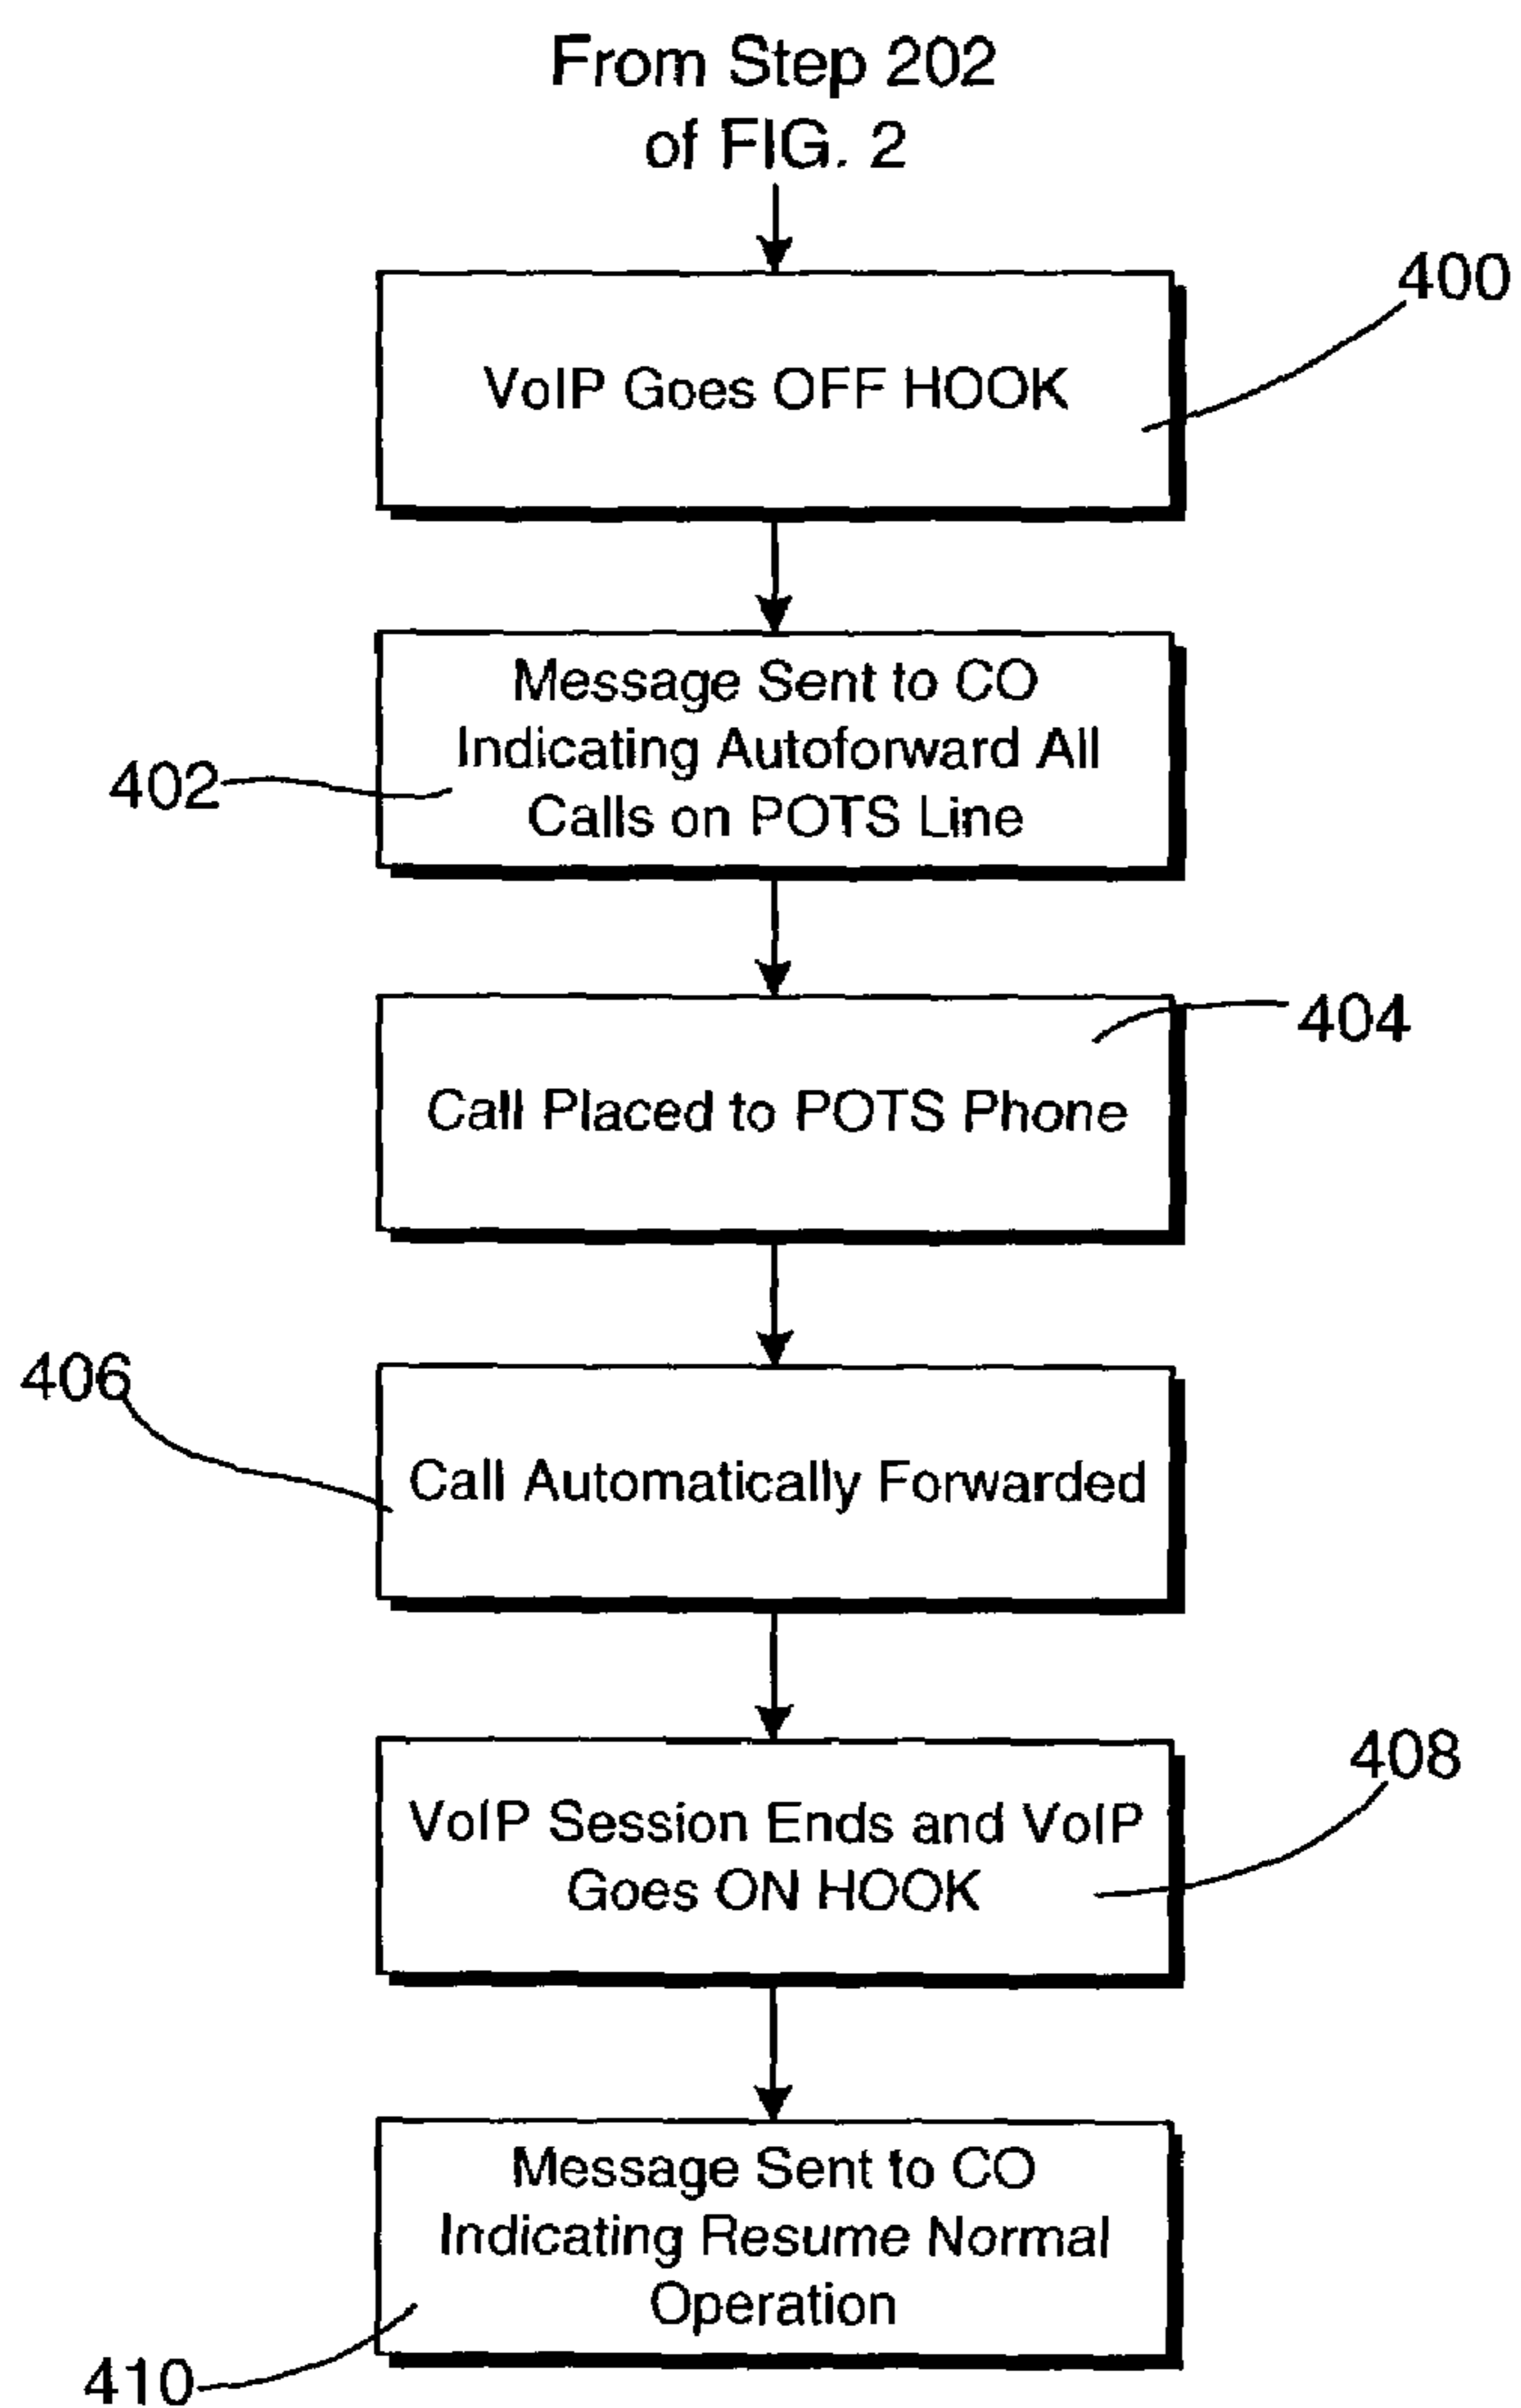 From Step 202
of FIG. 2
400
VoIP Goes OFF HOOK
Message Sent to CO
Indicating Autoforward All
Calls on POTS Line
402
404
Call Placed to POTS Phone
406
Call Automatically Forwarded
408
VoIP Session Ends and VoIP
Goes ON HOOK
Message Sent to CO
Indicating Resume Normal
Operation
410